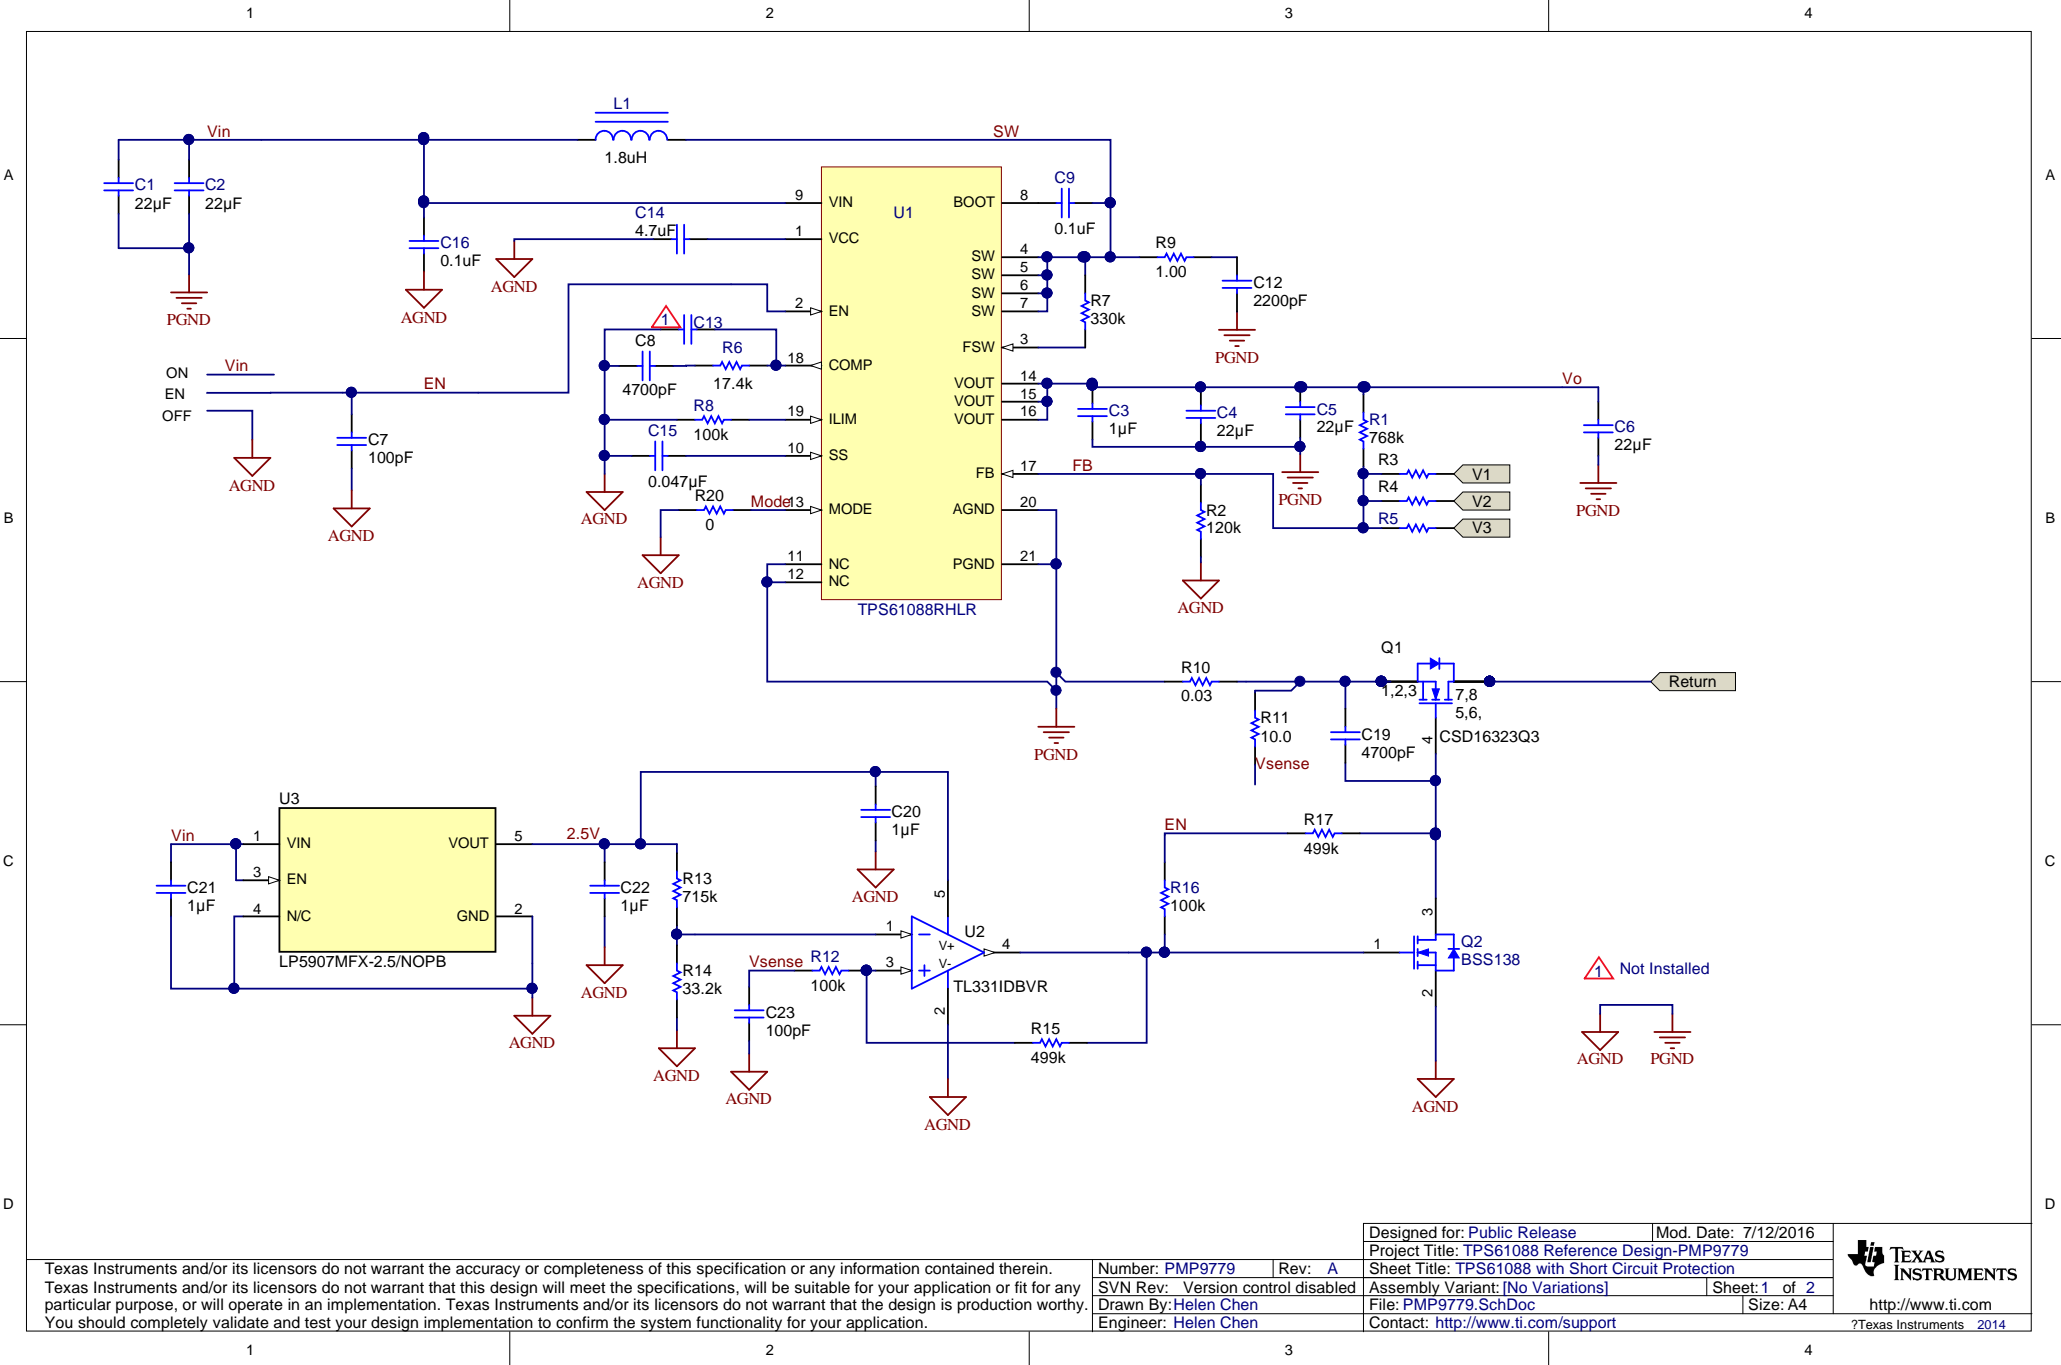 1 2 3 4
A A
B B
C C
D D
L1
1.8uH
Vin
SW
C1
22µF
C2
22µF
PGND
C16
0.1uF
AGND
C14
4.7uF
AGND
U1
9 VIN
1 VCC
2 EN
18 COMP
19 ILIM
10 SS
13 MODE
11 NC
12 NC
BOOT 8
SW 4
SW 5
SW 6
SW 7
FSW 3
VOUT 14
VOUT 15
VOUT 16
FB 17
AGND 20
PGND 21
TPS61088RHLR
C9
0.1uF
R9
1.00
C12
2200pF
PGND
R7
330k
1
C13
C8
4700pF
R6
17.4k
R8
100k
C15
0.047µF
AGND
R20
0
Mode
AGND
ON
Vin
EN
EN
OFF
AGND
C7
100pF
AGND
Vo
C3
1µF
C4
22µF
C5
22µF
PGND
R1
768k
C6
22µF
PGND
R3
V1
R4
V2
R5
V3
FB
R2
120k
AGND
R10
0.03
PGND
Q1
1,2,3
7,8
5,6,
4
CSD16323Q3
Return
R11
10.0
Vsense
C19
4700pF
U3
Vin
1 VIN
3 EN
4 N/C
VOUT 5
GND 2
LP5907MFX-2.5/NOPB
C21
1µF
AGND
2.5V
C22
1µF
AGND
R13
715k
R14
33.2k
AGND
C20
1µF
AGND
Vsense
R12
100k
C23
100pF
AGND
U2
1
3
5
V+
V-
2
4
TL331IDBVR
AGND
R15
499k
EN
R16
100k
R17
499k
Q2
BSS138
1
3
2
AGND
1 Not Installed
AGND
PGND
Texas Instruments and/or its licensors do not warrant the accuracy or completeness of this specification or any information contained therein.
Texas Instruments and/or its licensors do not warrant that this design will meet the specifications, will be suitable for your application or fit for any
particular purpose, or will operate in an implementation. Texas Instruments and/or its licensors do not warrant that the design is production worthy.
You should completely validate and test your design implementation to confirm the system functionality for your application.
Number: PMP9779 Rev: A
SVN Rev: Version control disabled
Drawn By: Helen Chen
Engineer: Helen Chen
Designed for: Public Release Mod. Date: 7/12/2016
Project Title: TPS61088 Reference Design-PMP9779
Sheet Title: TPS61088 with Short Circuit Protection
Assembly Variant: [No Variations] Sheet: 1 of 2
File: PMP9779.SchDoc Size: A4
Contact: http://www.ti.com/support
TEXAS
INSTRUMENTS
http://www.ti.com
?Texas Instruments 2014
1 2 3 4